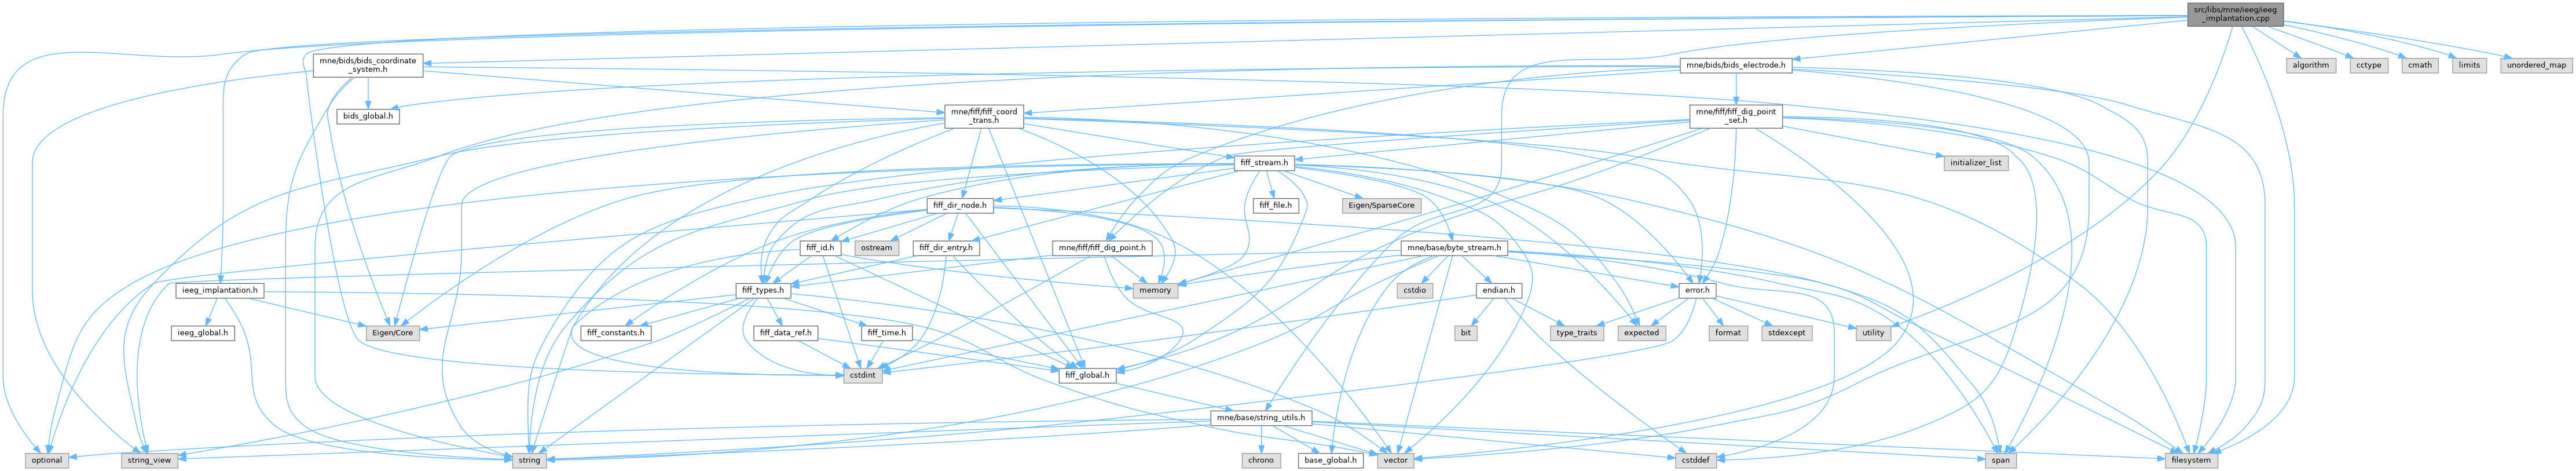 src/libs/mne/ieeg/ieeg
_implantation.cpp
mne/bids/bids_coordinate
_system.h
mne/bids/bids_electrode.h
algorithm
cctype
cmath
limits
unordered_map
bids_global.h
mne/fiff/fiff_coord
_trans.h
mne/fiff/fiff_dig_point
_set.h
fiff_stream.h
initializer_list
fiff_dir_node.h
fiff_file.h
Eigen/SparseCore
fiff_id.h
ostream
fiff_dir_entry.h
mne/fiff/fiff_dig_point.h
mne/base/byte_stream.h
ieeg_implantation.h
fiff_types.h
memory
cstdio
endian.h
error.h
ieeg_global.h
Eigen/Core
fiff_constants.h
fiff_data_ref.h
fiff_time.h
bit
type_traits
expected
format
stdexcept
utility
cstdint
fiff_global.h
mne/base/string_utils.h
optional
string_view
string
chrono
base_global.h
vector
cstddef
span
filesystem